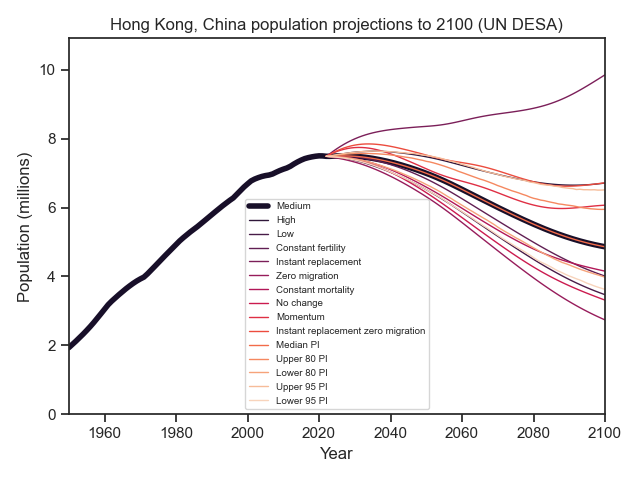 Hong Kong, China population projections to 2100 (UN DESA)
Population (millions)
10
8
6
4
2
0
Medium
High
Low
Constant fertility
Instant replacement
Zero migration
Constant mortality
No change
Momentum
Instant replacement zero migration
Median PI
Upper 80 PI
Lower 80 PI
Upper 95 PI
Lower 95 PI
1960 1980 2000 2020 2040 2060 2080 2100
Year